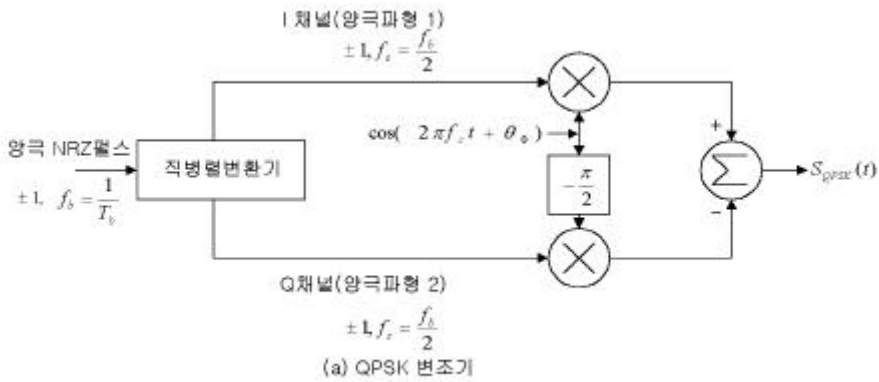 I 채널(양극파형 1)
± 1, f_s = f_b / 2
양극 NRZ펄스
± 1, f_b = 1 / T_b
직병렬변환기
cos( 2πf_c t + θ_0 )
-π / 2
+
Σ
-
S_QPSK(t)
Q채널(양극파형 2)
± 1, f_s = f_b / 2
(a) QPSK 변조기